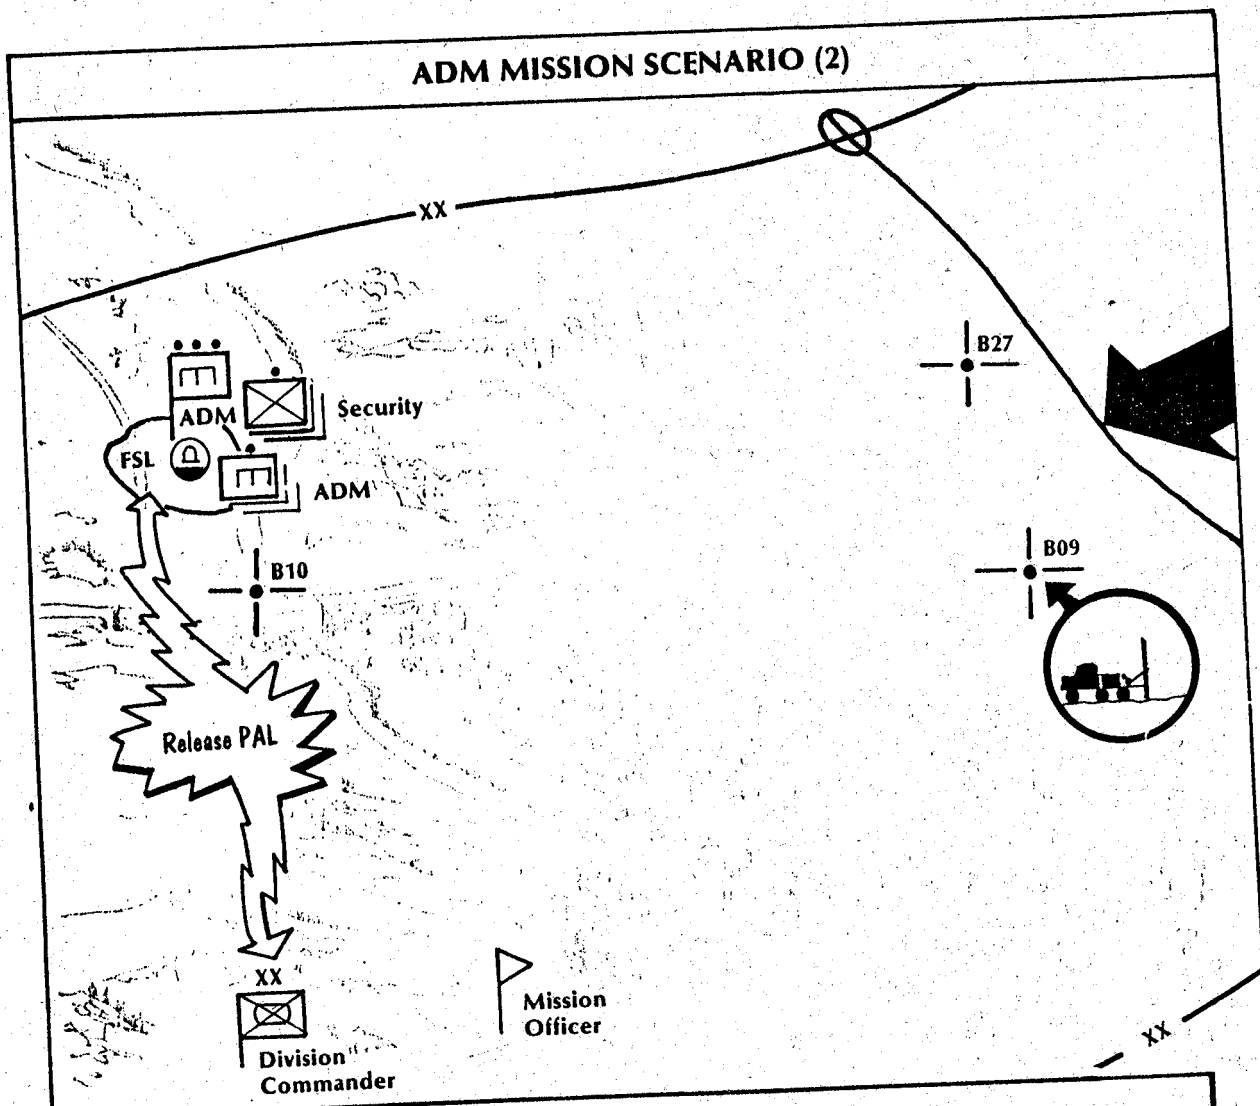 ADM MISSION SCENARIO (2)
XX
B27
ADM
Security
FSL
ADM
B09
B10
Release PAL
XX
Mission
Officer
Division
Commander
XX